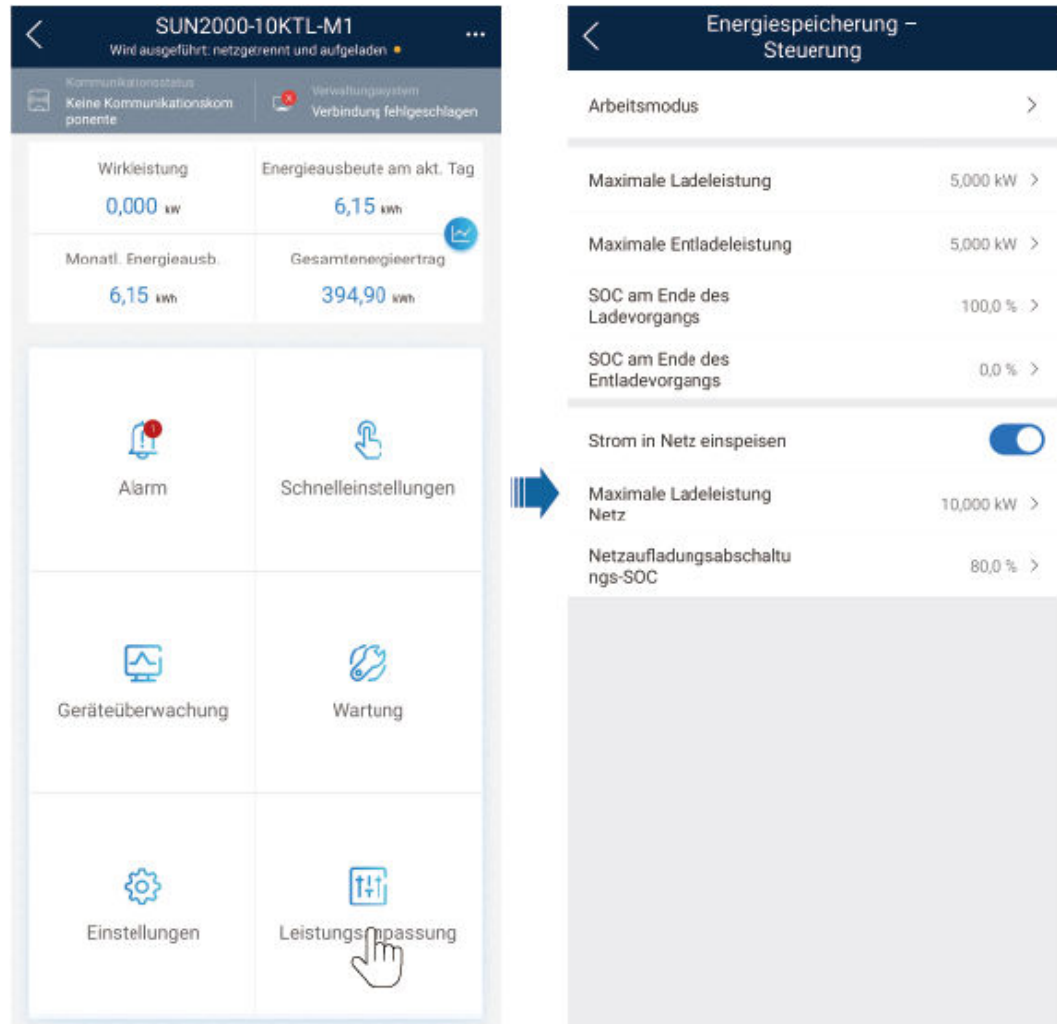 SUN2000-10KTL-M1
Wird ausgeführt: netzgetrennt und aufgeladen
Kommunikationsstatus
Keine Kommunikationskom
ponente
Verwaltungssystem
Verbindung fehlgeschlagen
Wirkleistung
0,000 kW
Energieausbeute am akt. Tag
6,15 kWh
Monatl. Energieausb.
6,15 kWh
Gesamtenergieertrag
394,90 kWh
1
Alarm
Schnelleinstellungen
Geräteüberwachung
Wartung
Einstellungen
Leistungsanpassung
Energiespeicherung –
Steuerung
Arbeitsmodus
Maximale Ladeleistung
5,000 kW
Maximale Entladeleistung
5,000 kW
SOC am Ende des
Ladevorgangs
100,0 %
SOC am Ende des
Entladevorgangs
0,0 %
Strom in Netz einspeisen
Maximale Ladeleistung
Netz
10,000 kW
Netzaufladungsabschaltu
ngs-SOC
80,0 %